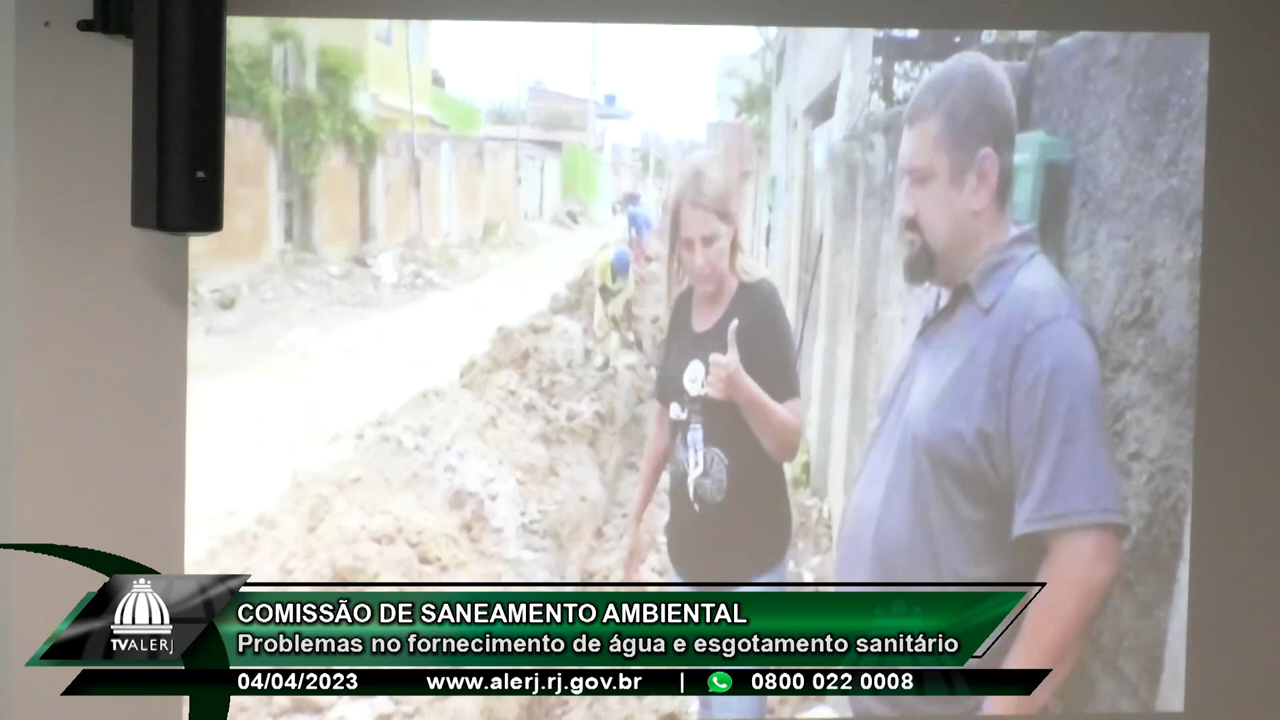 COMISSÃO DE SANEAMENTO AMBIENTAL
Problemas no fornecimento de água e esgotamento sanitário
TVALERJ
04/04/2023 www.alerj.rj.gov.br | 0800 022 0008